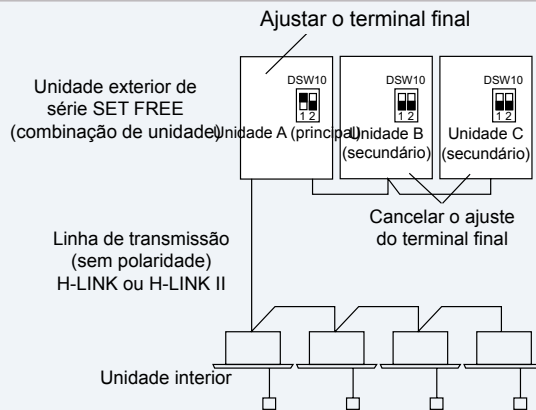 Ajustar o terminal final
Unidade exterior de
série SET FREE
(combinação de unidade)
DSW10
1 2
Unidade A (principal)
DSW10
1 2
Unidade B
(secundário)
DSW10
1 2
Unidade C
(secundário)
Cancelar o ajuste
do terminal final
Linha de transmissão
(sem polaridade)
H-LINK ou H-LINK II
Unidade interior